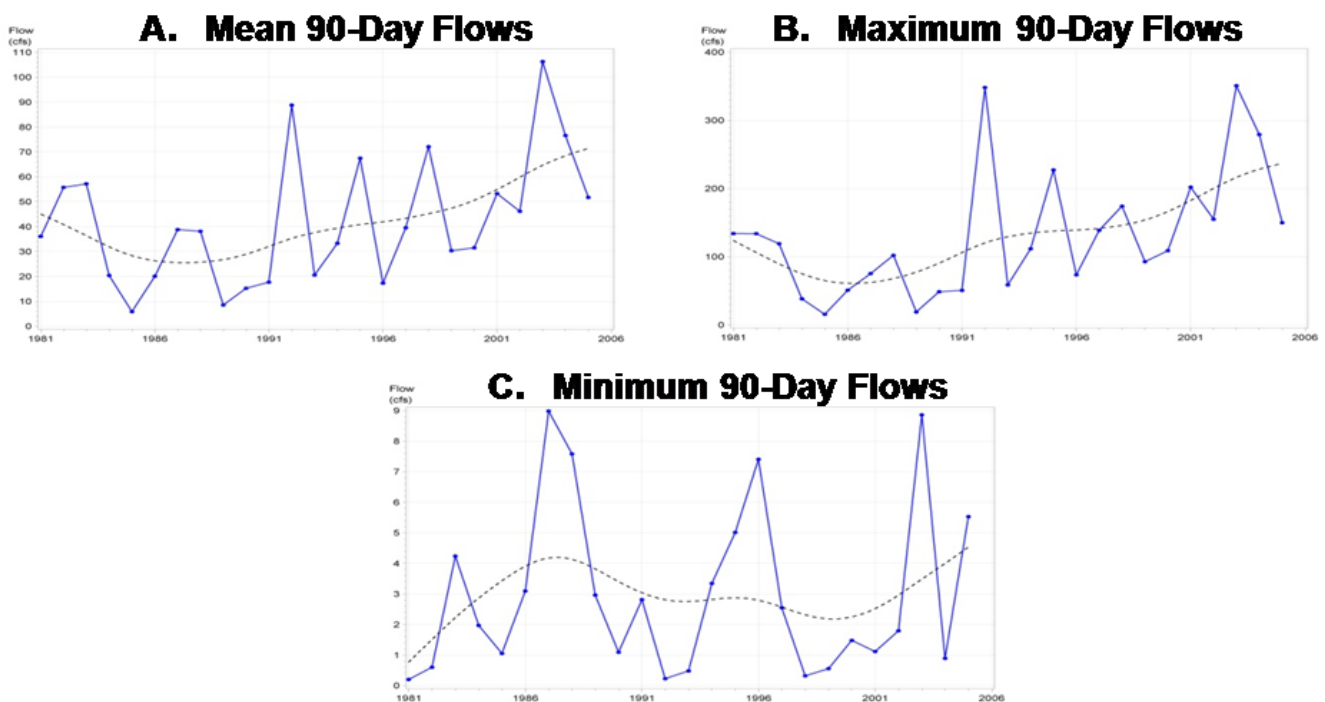 A. Mean 90-Day Flows
Flow
(cfs)
110
100
90
80
70
60
50
40
30
20
10
0
1981 1986 1991 1996 2001 2006
B. Maximum 90-Day Flows
Flow
(cfs)
400
300
200
100
0
1981 1986 1991 1996 2001 2006
C. Minimum 90-Day Flows
Flow
(cfs)
9
8
7
6
5
4
3
2
1
0
1981 1986 1991 1996 2001 2006